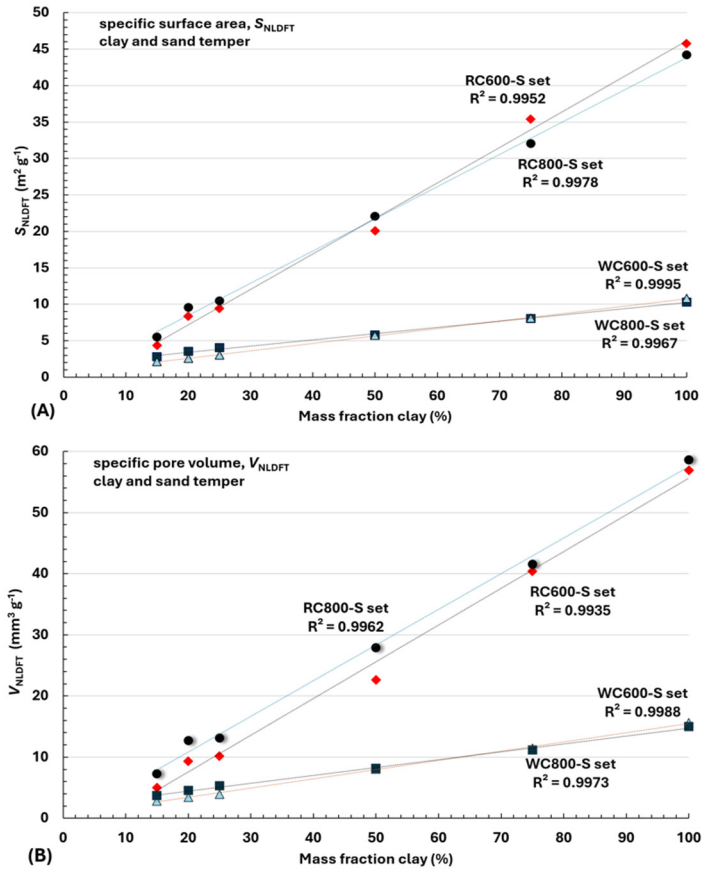 specific surface area, S_NLDFT
clay and sand temper
50
45
40
35
30
25
20
15
10
5
0
S_NLDFT (m² g⁻¹)
RC600-S set
R² = 0.9952
RC800-S set
R² = 0.9978
WC600-S set
R² = 0.9995
WC800-S set
R² = 0.9967
0 10 20 30 40 50 60 70 80 90 100
Mass fraction clay (%)
(A)
specific pore volume, V_NLDFT
clay and sand temper
60
50
40
30
20
10
0
V_NLDFT (mm³ g⁻¹)
RC800-S set
R² = 0.9962
RC600-S set
R² = 0.9935
WC600-S set
R² = 0.9988
WC800-S set
R² = 0.9973
0 10 20 30 40 50 60 70 80 90 100
Mass fraction clay (%)
(B)